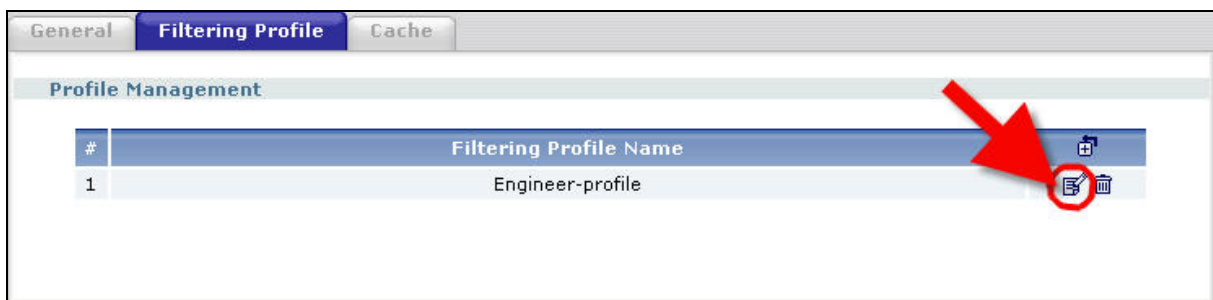 General Filtering Profile Cache
Profile Management
# Filtering Profile Name
1 Engineer-profile